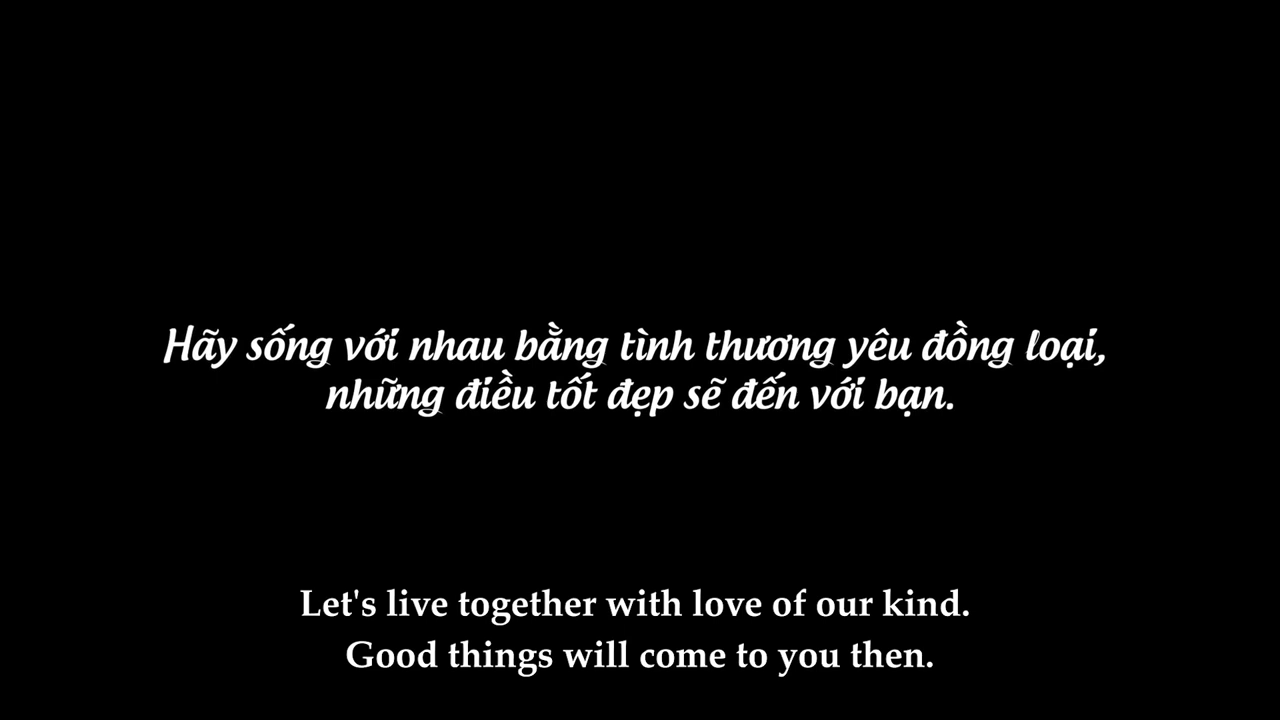 Hãy sống với nhau bằng tình thương yêu đồng loại,
những điều tốt đẹp sẽ đến với bạn.
Let's live together with love of our kind.
Good things will come to you then.